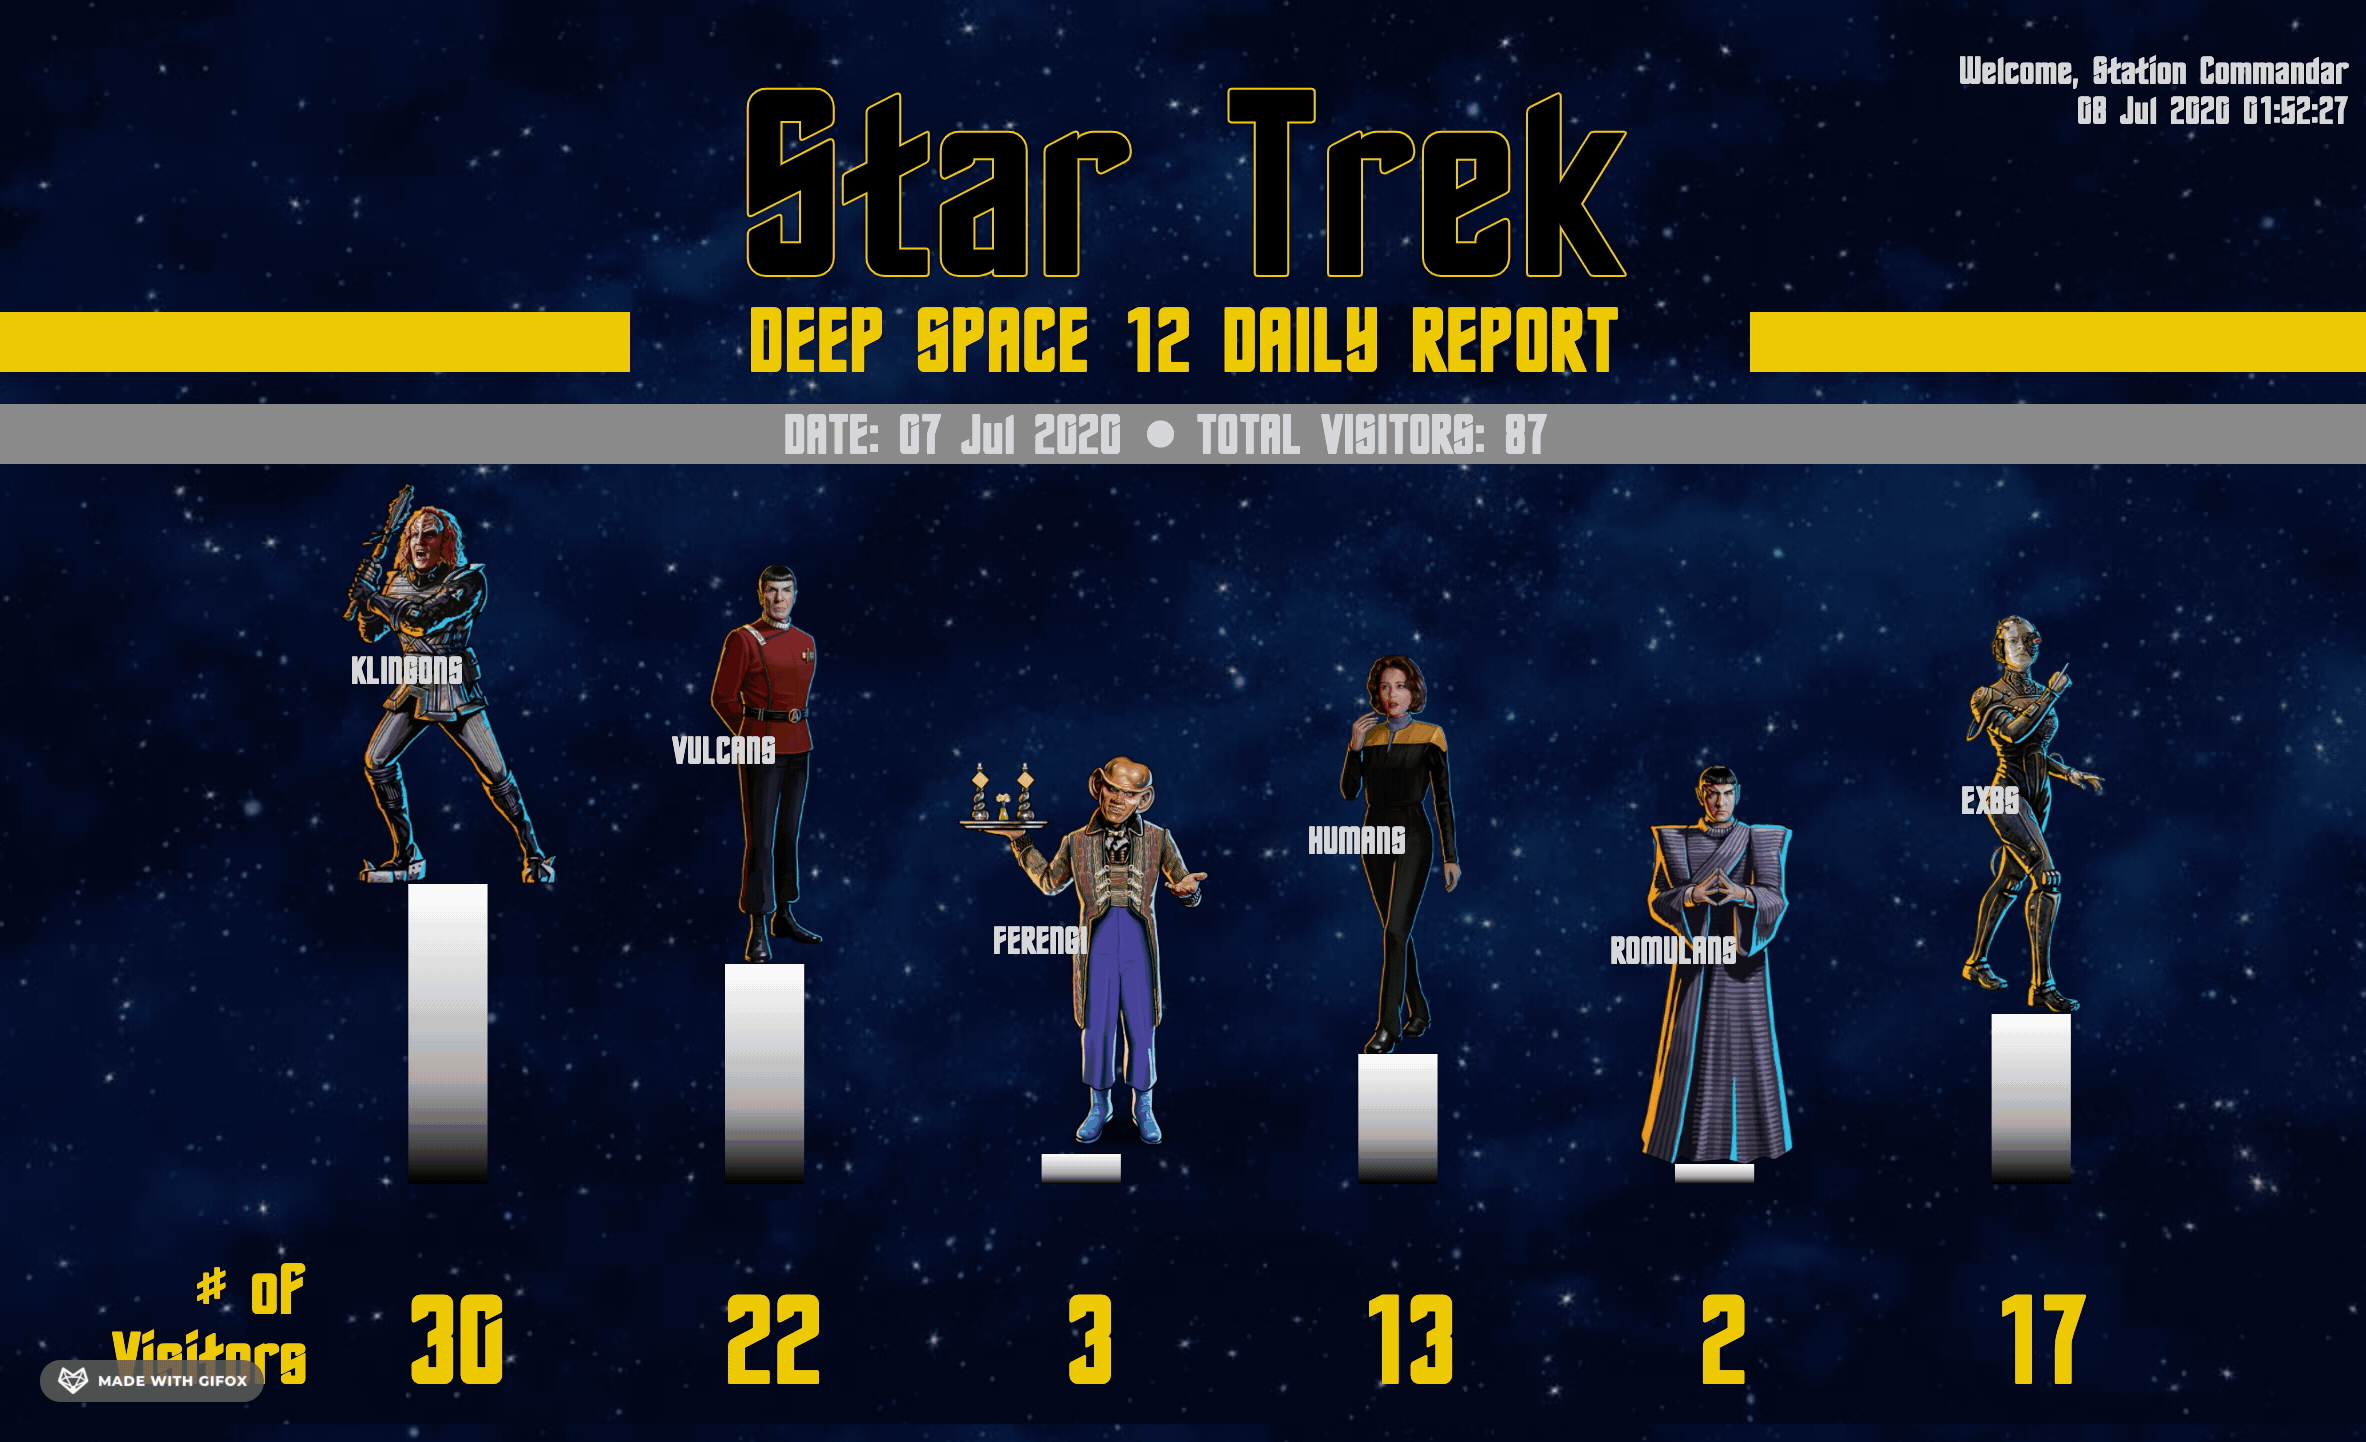 Welcome, Station Commandar
08 Jul 2020 01:52:27
Star Trek
DEEP SPACE 12 DAILY REPORT
DATE: 07 Jul 2020 ● TOTAL VISITORS: 87
KLINGONS
VULCANS
FERENGI
HUMANS
ROMULANS
EXBS
# of
Visitors
30
22
3
13
2
17
MADE WITH GIFOX